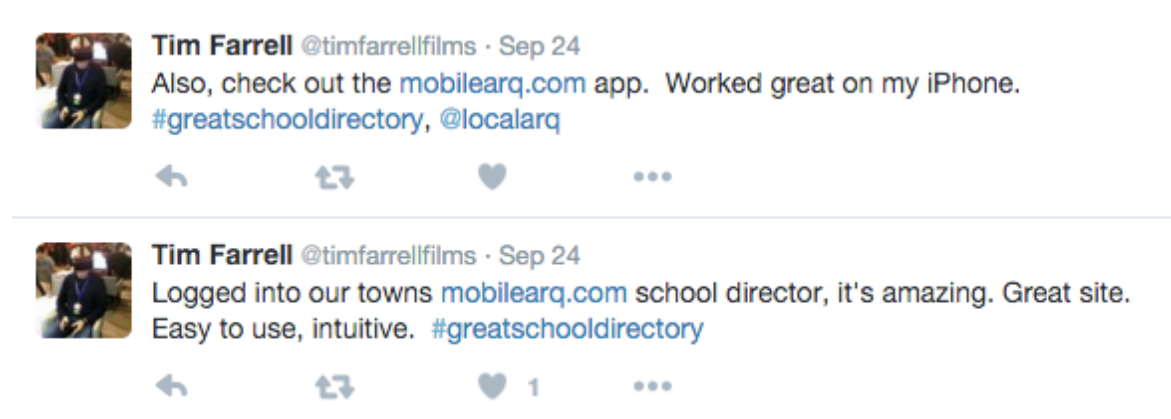 Tim Farrell @timfarrellfilms · Sep 24
Also, check out the mobilearq.com app.  Worked great on my iPhone.
#greatschooldirectory, @localarq
Tim Farrell @timfarrellfilms · Sep 24
Logged into our towns mobilearq.com school director, it's amazing. Great site.
Easy to use, intuitive.  #greatschooldirectory
1